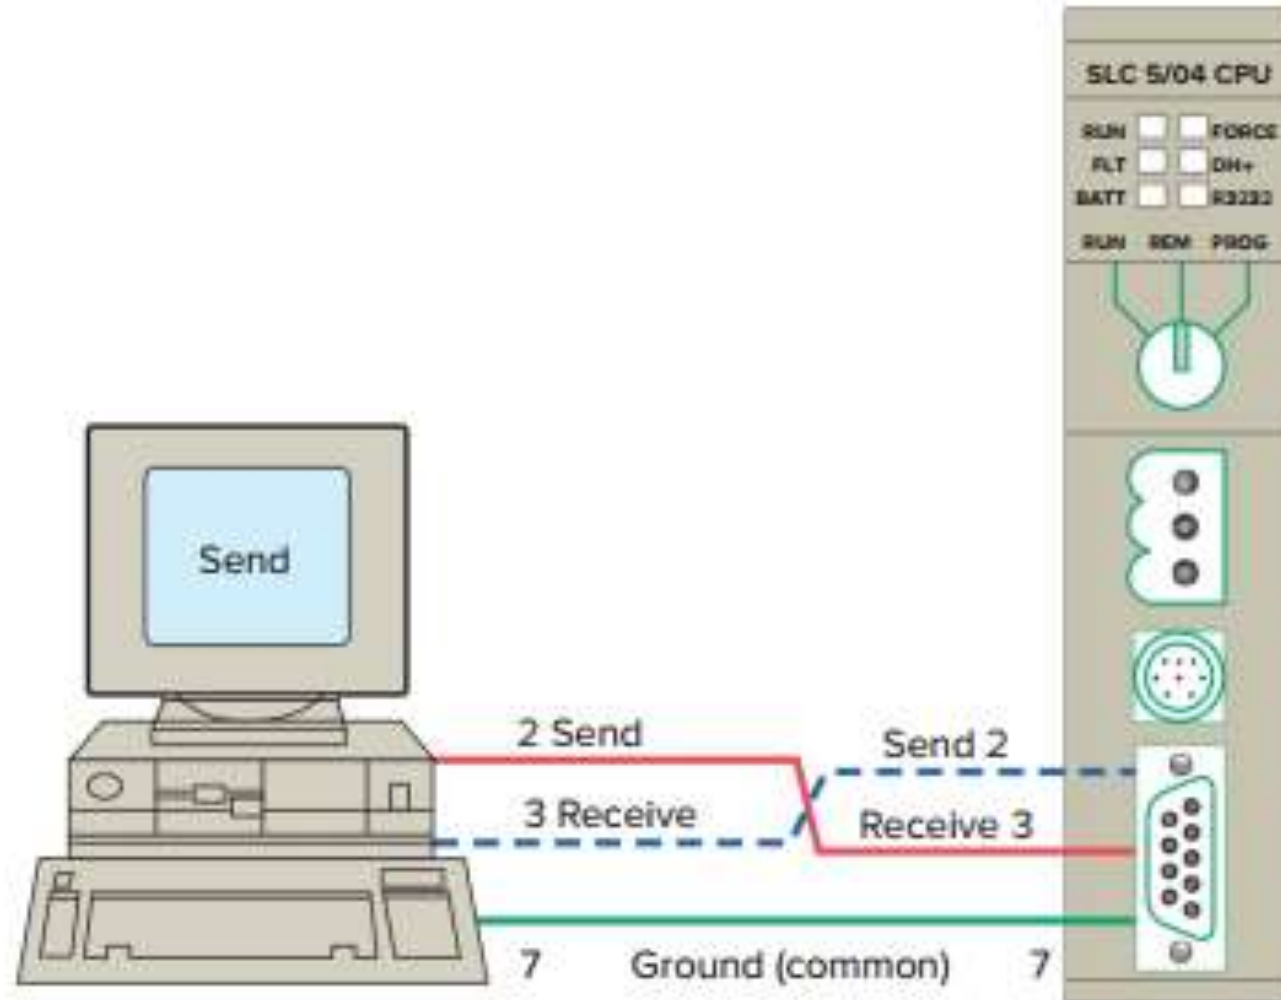 SLC 5/04 CPU
RUN FORCE
FLT DH+
BATT RS232
RUN REM PROG
Send
2 Send
Send 2
3 Receive
Receive 3
7 Ground (common) 7